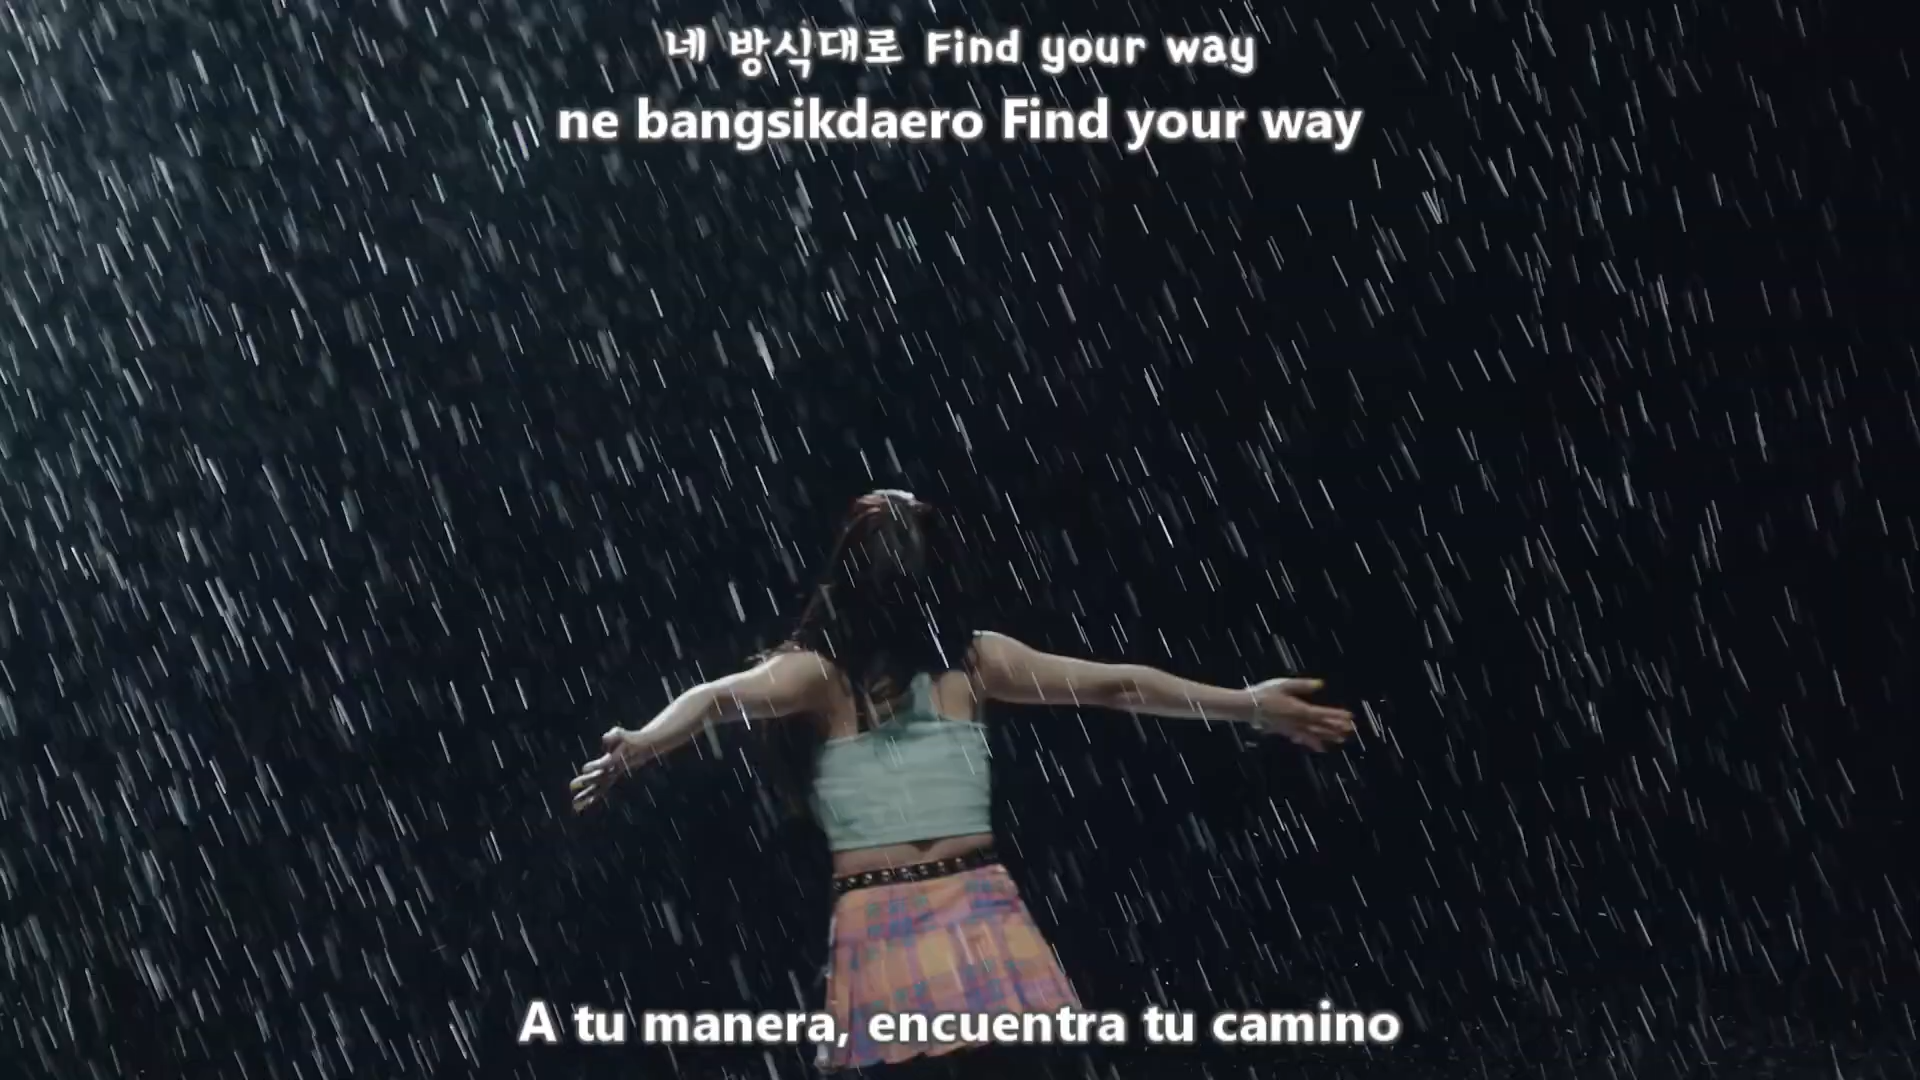 네 방식대로 Find your way
ne bangsikdaero Find your way
A tu manera, encuentra tu camino